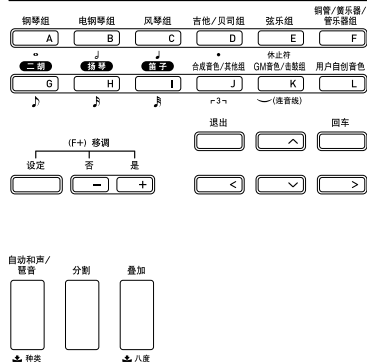 钢琴组 电钢琴组 风琴组 吉他/贝司组 弦乐组 铜管/簧乐器/管乐器组
A B C D E F
二胡 扬琴 笛子 合成音色/其他组 休止符 GM音色/击鼓组 用户自创音色
G H I J K L
3 (连音线)
退出 回车
(F+) 移调
设定 否 是
− + < >
自动和声/琶音 分割 叠加
种类 八度